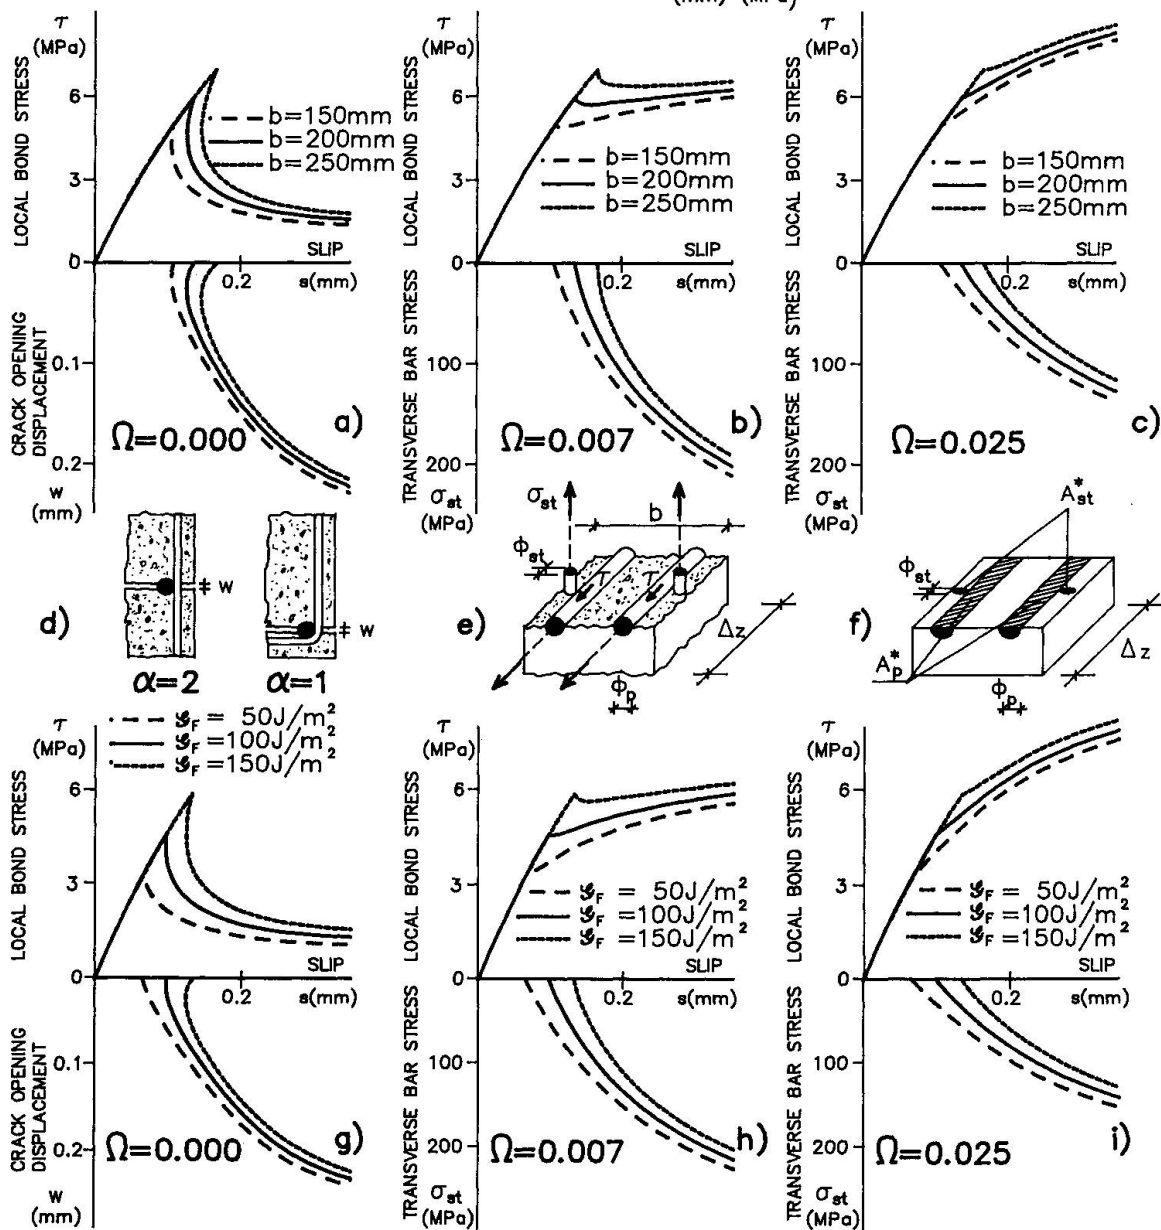 (mm) (MPa)
τ
(MPa)
LOCAL BOND STRESS
6
3
0
b=150mm
b=200mm
b=250mm
SLIP
0.2
s(mm)
CRACK OPENING
DISPLACEMENT
0.1
0.2
w
(mm)
Ω=0.000
a)
τ
(MPa)
LOCAL BOND STRESS
6
3
0
b=150mm
b=200mm
b=250mm
SLIP
0.2
s(mm)
TRANSVERSE BAR STRESS
100
200
σst
(MPa)
Ω=0.007
b)
τ
(MPa)
LOCAL BOND STRESS
6
3
0
b=150mm
b=200mm
b=250mm
SLIP
0.2
s(mm)
TRANSVERSE BAR STRESS
100
200
σst
(MPa)
Ω=0.025
c)
d)
w
w
α=2
α=1
e)
σst
b
ϕst
τ
τ
Δz
ϕp
f)
A*st
ϕst
A*p
Δz
ϕp
𝒢F = 50J/m²
𝒢F =100J/m²
𝒢F =150J/m²
τ
(MPa)
LOCAL BOND STRESS
6
3
0
SLIP
0.2
s(mm)
CRACK OPENING
DISPLACEMENT
0.1
0.2
w
(mm)
Ω=0.000
g)
τ
(MPa)
LOCAL BOND STRESS
6
3
0
𝒢F = 50J/m²
𝒢F =100J/m²
𝒢F =150J/m²
SLIP
0.2
s(mm)
TRANSVERSE BAR STRESS
100
200
σst
(MPa)
Ω=0.007
h)
τ
(MPa)
LOCAL BOND STRESS
6
3
0
𝒢F = 50J/m²
𝒢F =100J/m²
𝒢F =150J/m²
SLIP
0.2
s(mm)
TRANSVERSE BAR STRESS
100
200
σst
(MPa)
Ω=0.025
i)